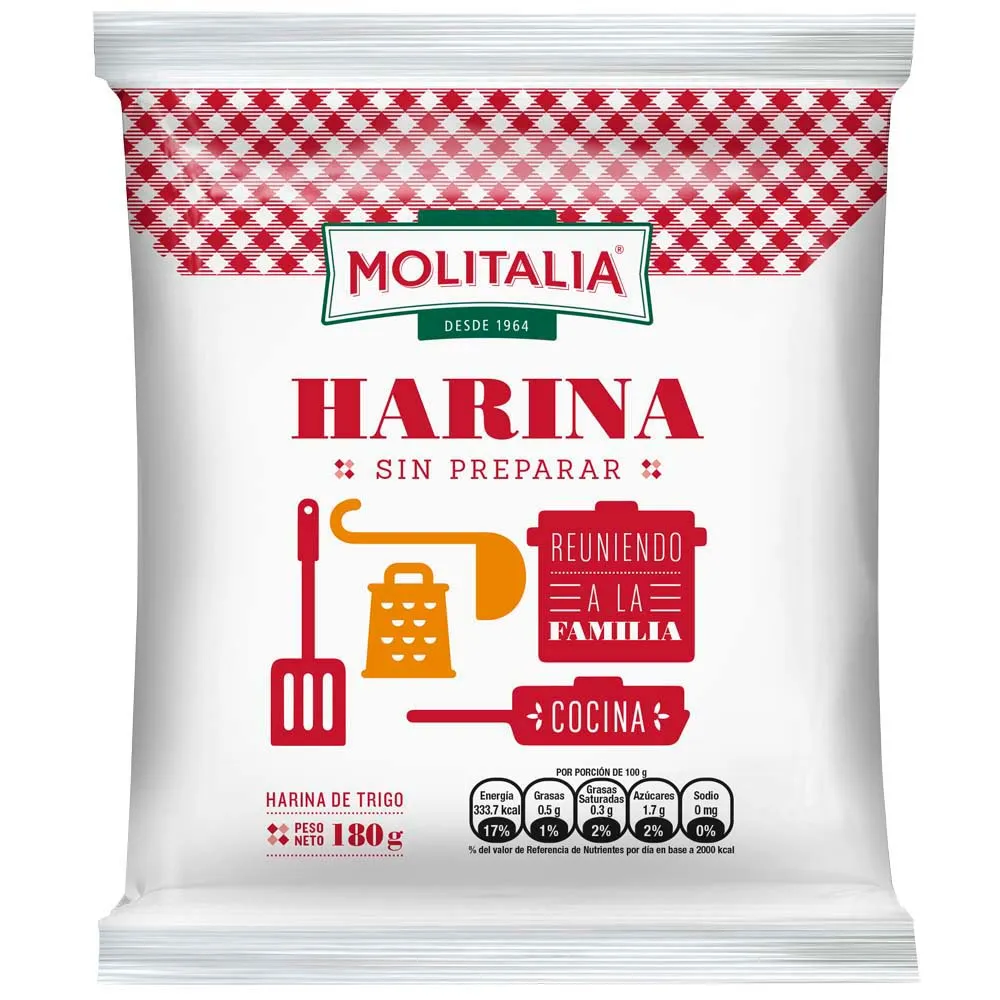 MOLITALIA®
DESDE 1964
HARINA
SIN PREPARAR
REUNIENDO
A LA
FAMILIA
COCINA
HARINA DE TRIGO
PESO NETO 180 g
POR PORCIÓN DE 100 g
Energía 333.7 kcal 17%
Grasas 0.5 g 1%
Grasas Saturadas 0.3 g 2%
Azúcares 1.7 g 2%
Sodio 0 mg 0%
% del valor de Referencia de Nutrientes por día en base a 2000 kcal